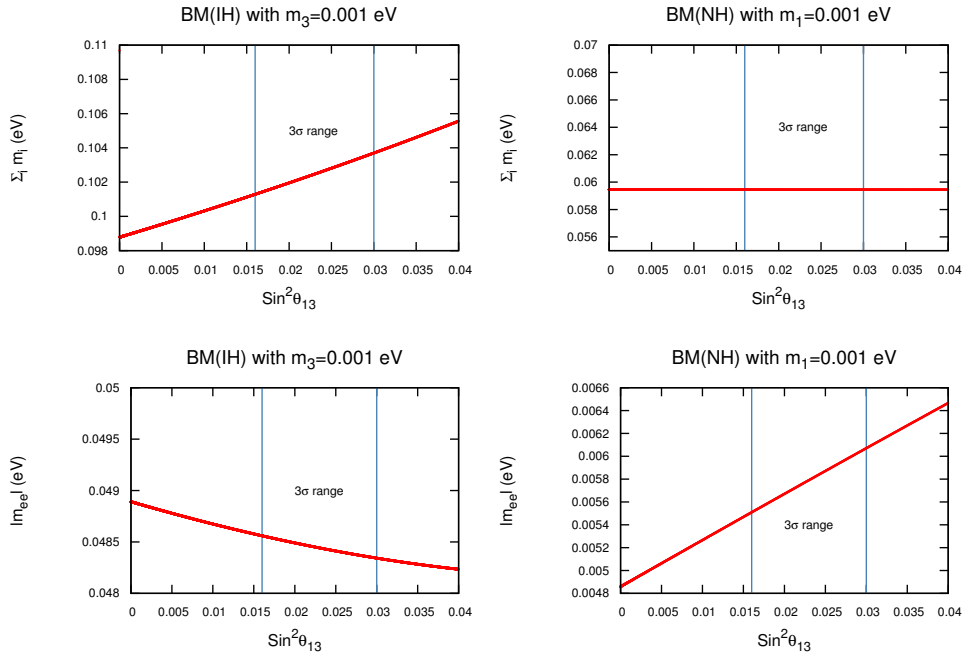 BM(IH) with m3=0.001 eV
Σi mi (eV)
0.11
0.108
0.106
0.104
0.102
0.1
0.098
3σ range
0 0.005 0.01 0.015 0.02 0.025 0.03 0.035 0.04
Sin²θ13
BM(NH) with m1=0.001 eV
Σi mi (eV)
0.07
0.068
0.066
0.064
0.062
0.06
0.058
0.056
3σ range
0 0.005 0.01 0.015 0.02 0.025 0.03 0.035 0.04
Sin²θ13
BM(IH) with m3=0.001 eV
|mee| (eV)
0.05
0.0495
0.049
0.0485
0.048
3σ range
0 0.005 0.01 0.015 0.02 0.025 0.03 0.035 0.04
Sin²θ13
BM(NH) with m1=0.001 eV
|mee| (eV)
0.0066
0.0064
0.0062
0.006
0.0058
0.0056
0.0054
0.0052
0.005
0.0048
3σ range
0 0.005 0.01 0.015 0.02 0.025 0.03 0.035 0.04
Sin²θ13